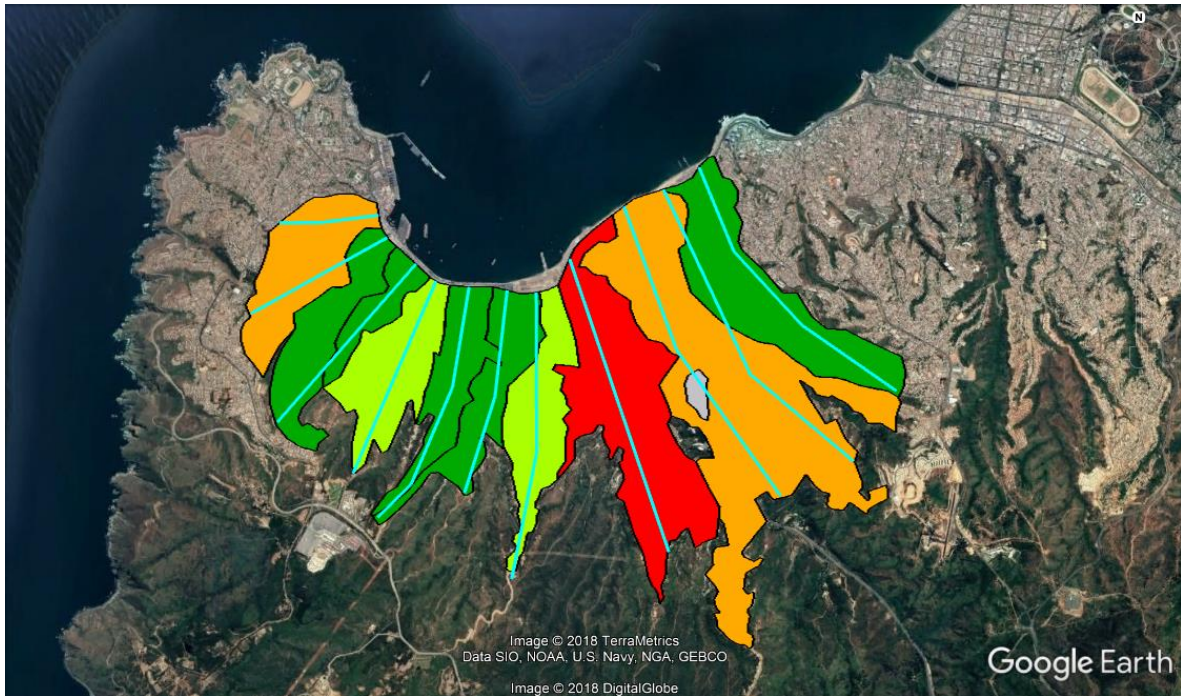 N
Image © 2018 TerraMetrics
Data SIO, NOAA, U.S. Navy, NGA, GEBCO
Google Earth
Image © 2018 DigitalGlobe